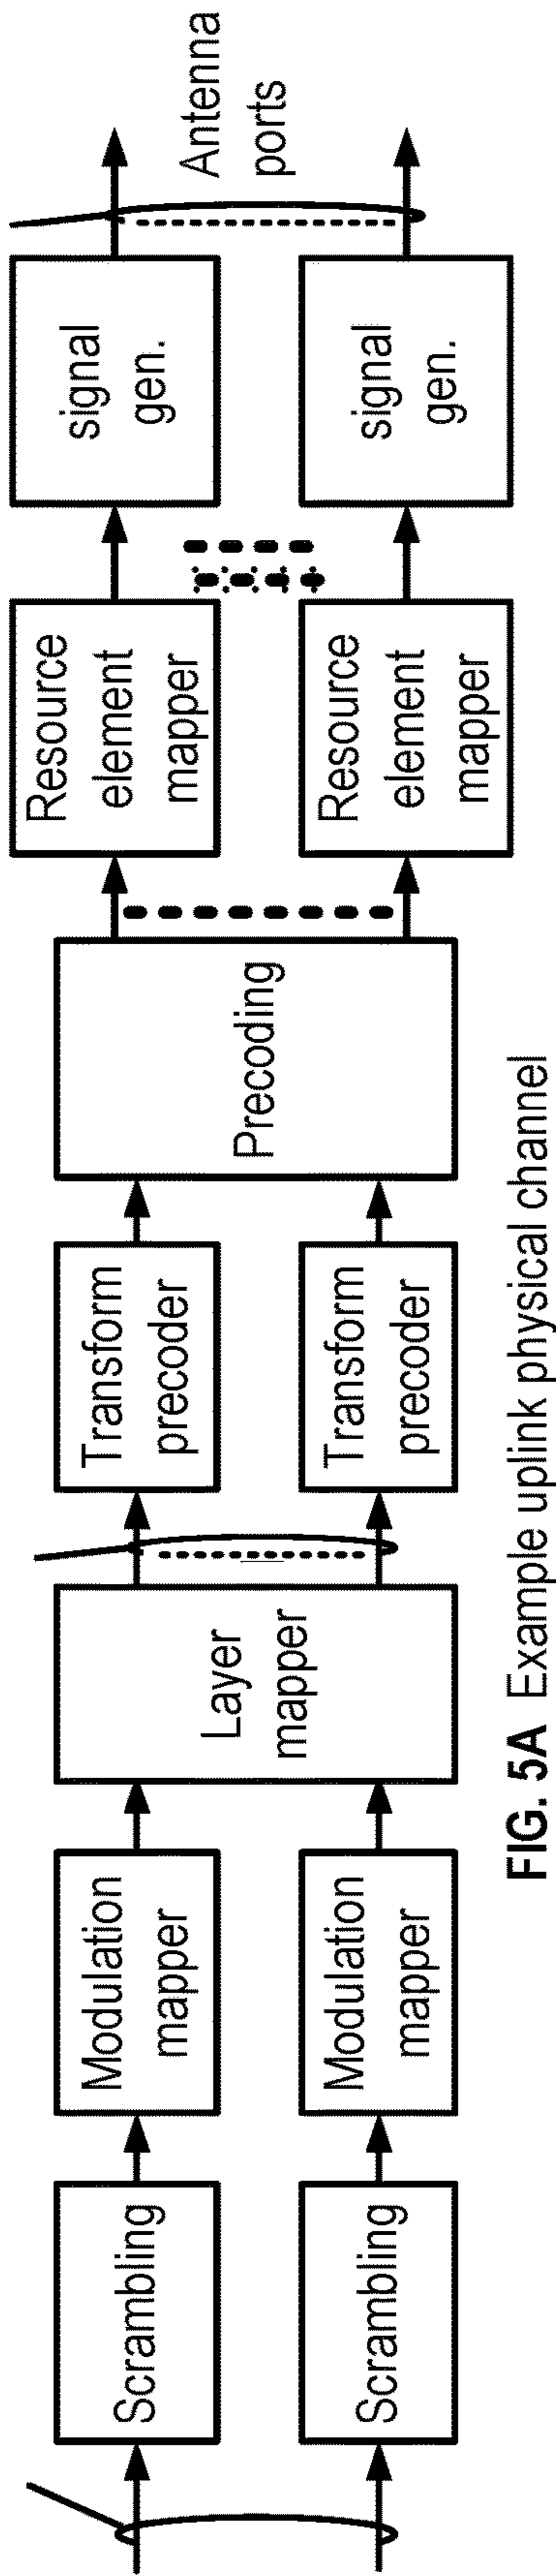 Scrambling
Scrambling
Modulation
mapper
Modulation
mapper
Layer
mapper
Transform
precoder
Transform
precoder
Precoding
Resource
element
mapper
Resource
element
mapper
signal
gen.
signal
gen.
Antenna
ports
FIG. 5A Example uplink physical channel